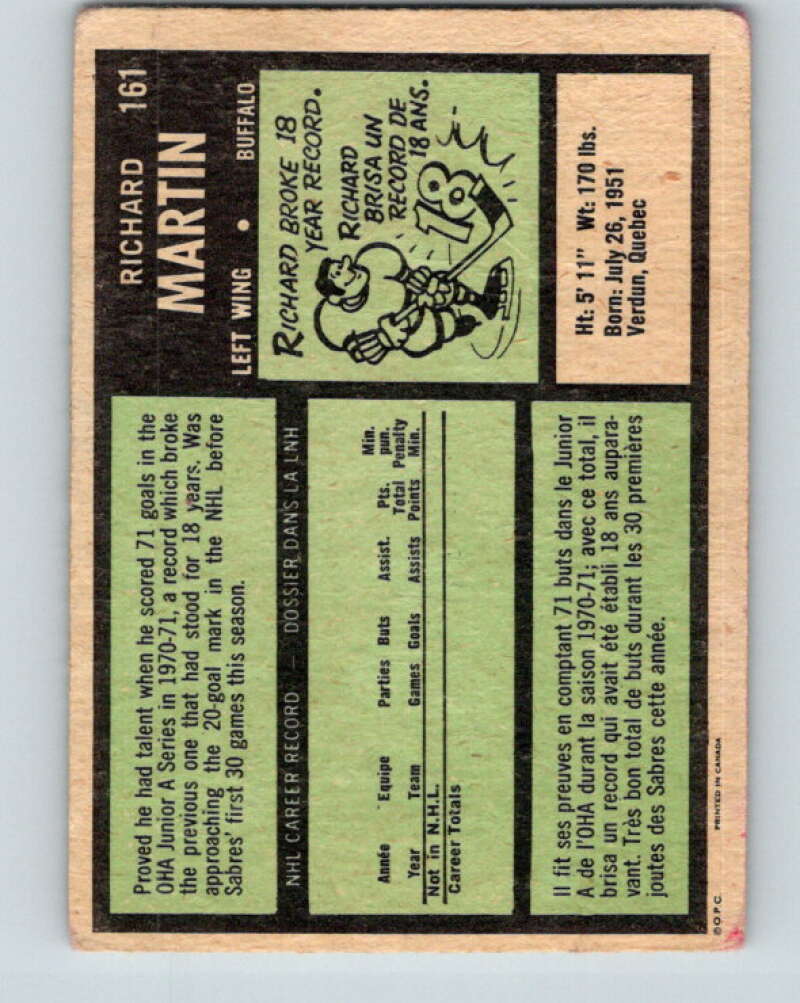 RICHARD 161
MARTIN
LEFT WING • BUFFALO
Proved he had talent when he scored 71 goals in the
OHA Junior A Series in 1970-71, a record which broke
the previous one that had stood for 18 years. Was
approaching the 20-goal mark in the NHL before
Sabres' first 30 games this season.
RICHARD BROKE 18
YEAR RECORD.
RICHARD
BRISA UN
RECORD DE
18 ANS.
18
NHL CAREER RECORD — DOSSIER DANS LA LNH
Année Equipe Parties Buts Assist. Pts. Min. pun.
Year Team Games Goals Assists Total Points Penalty Min.
Not in N.H.L.
Career Totals
Ht: 5' 11" Wt: 170 lbs.
Born: July 26, 1951
Verdun, Quebec
Il fit ses preuves en comptant 71 buts dans le Junior
A de l'OHA durant la saison 1970-71; avec ce total, il
brisa un record qui avait été établi 18 ans aupara-
vant. Très bon total de buts durant les 30 premières
joutes des Sabres cette année.
© O.P.C. PRINTED IN CANADA